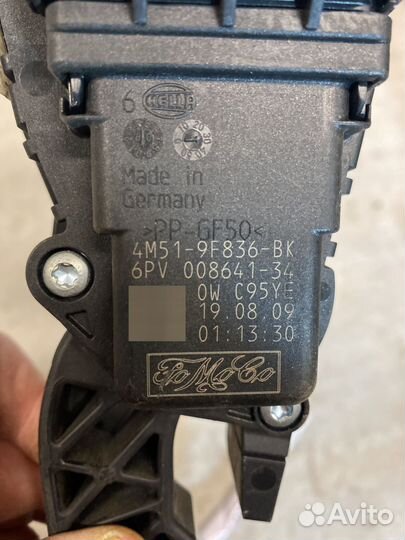 6 HELLA
Made in
Germany
>PP-GF50<
4M51-9F836-BK
6PV 008641-34
0W C95YE
19.08.09
01:13:30
FoMoCo
Avito